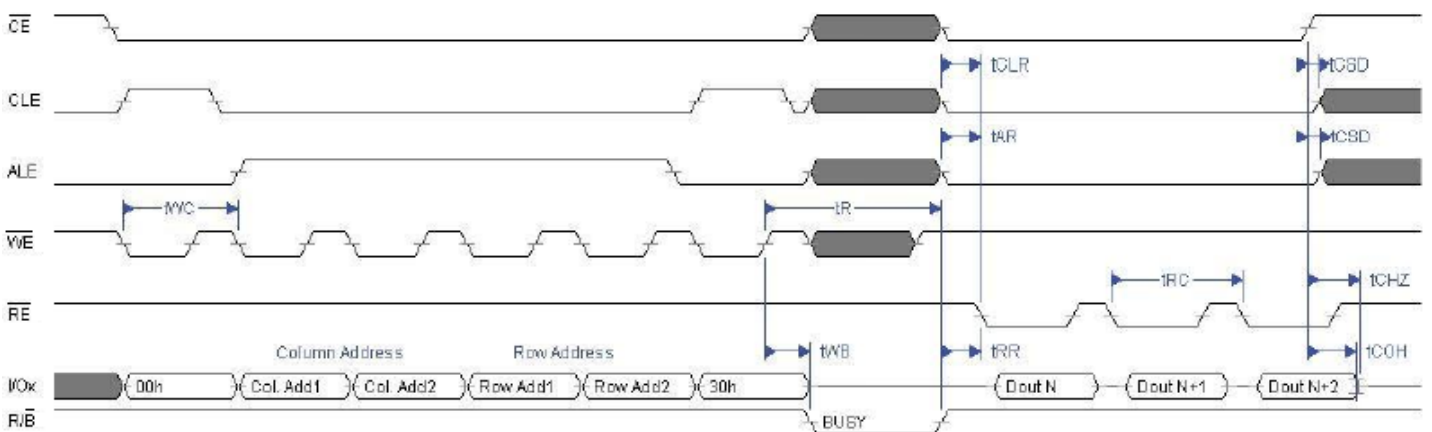 CE
tCLR
tCSD
CLE
tAR
tCSD
ALE
tWC
tR
WE
tRC
tCHZ
RE
Column Address
Row Address
tWB
tRR
tCOH
I/Ox
00h
Col. Add1
Col. Add2
Row Add1
Row Add2
30h
Dout N
Dout N+1
Dout N+2
R/B
BUSY